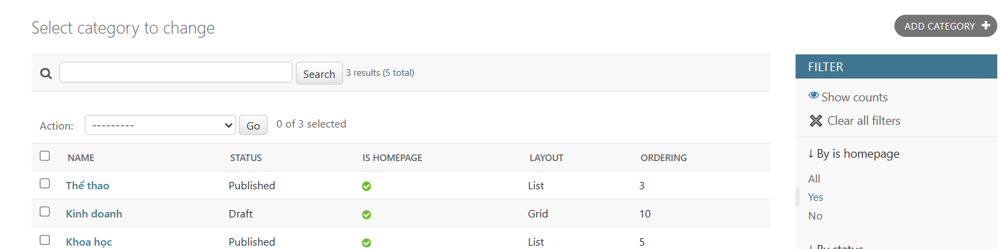 Select category to change
ADD CATEGORY
Search 3 results (5 total)
Action: --------- Go 0 of 3 selected
NAME STATUS IS HOMEPAGE LAYOUT ORDERING
Thể thao Published List 3
Kinh doanh Draft Grid 10
Khoa học Published List 5
FILTER
Show counts
Clear all filters
↓ By is homepage
All
Yes
No
↓ By status